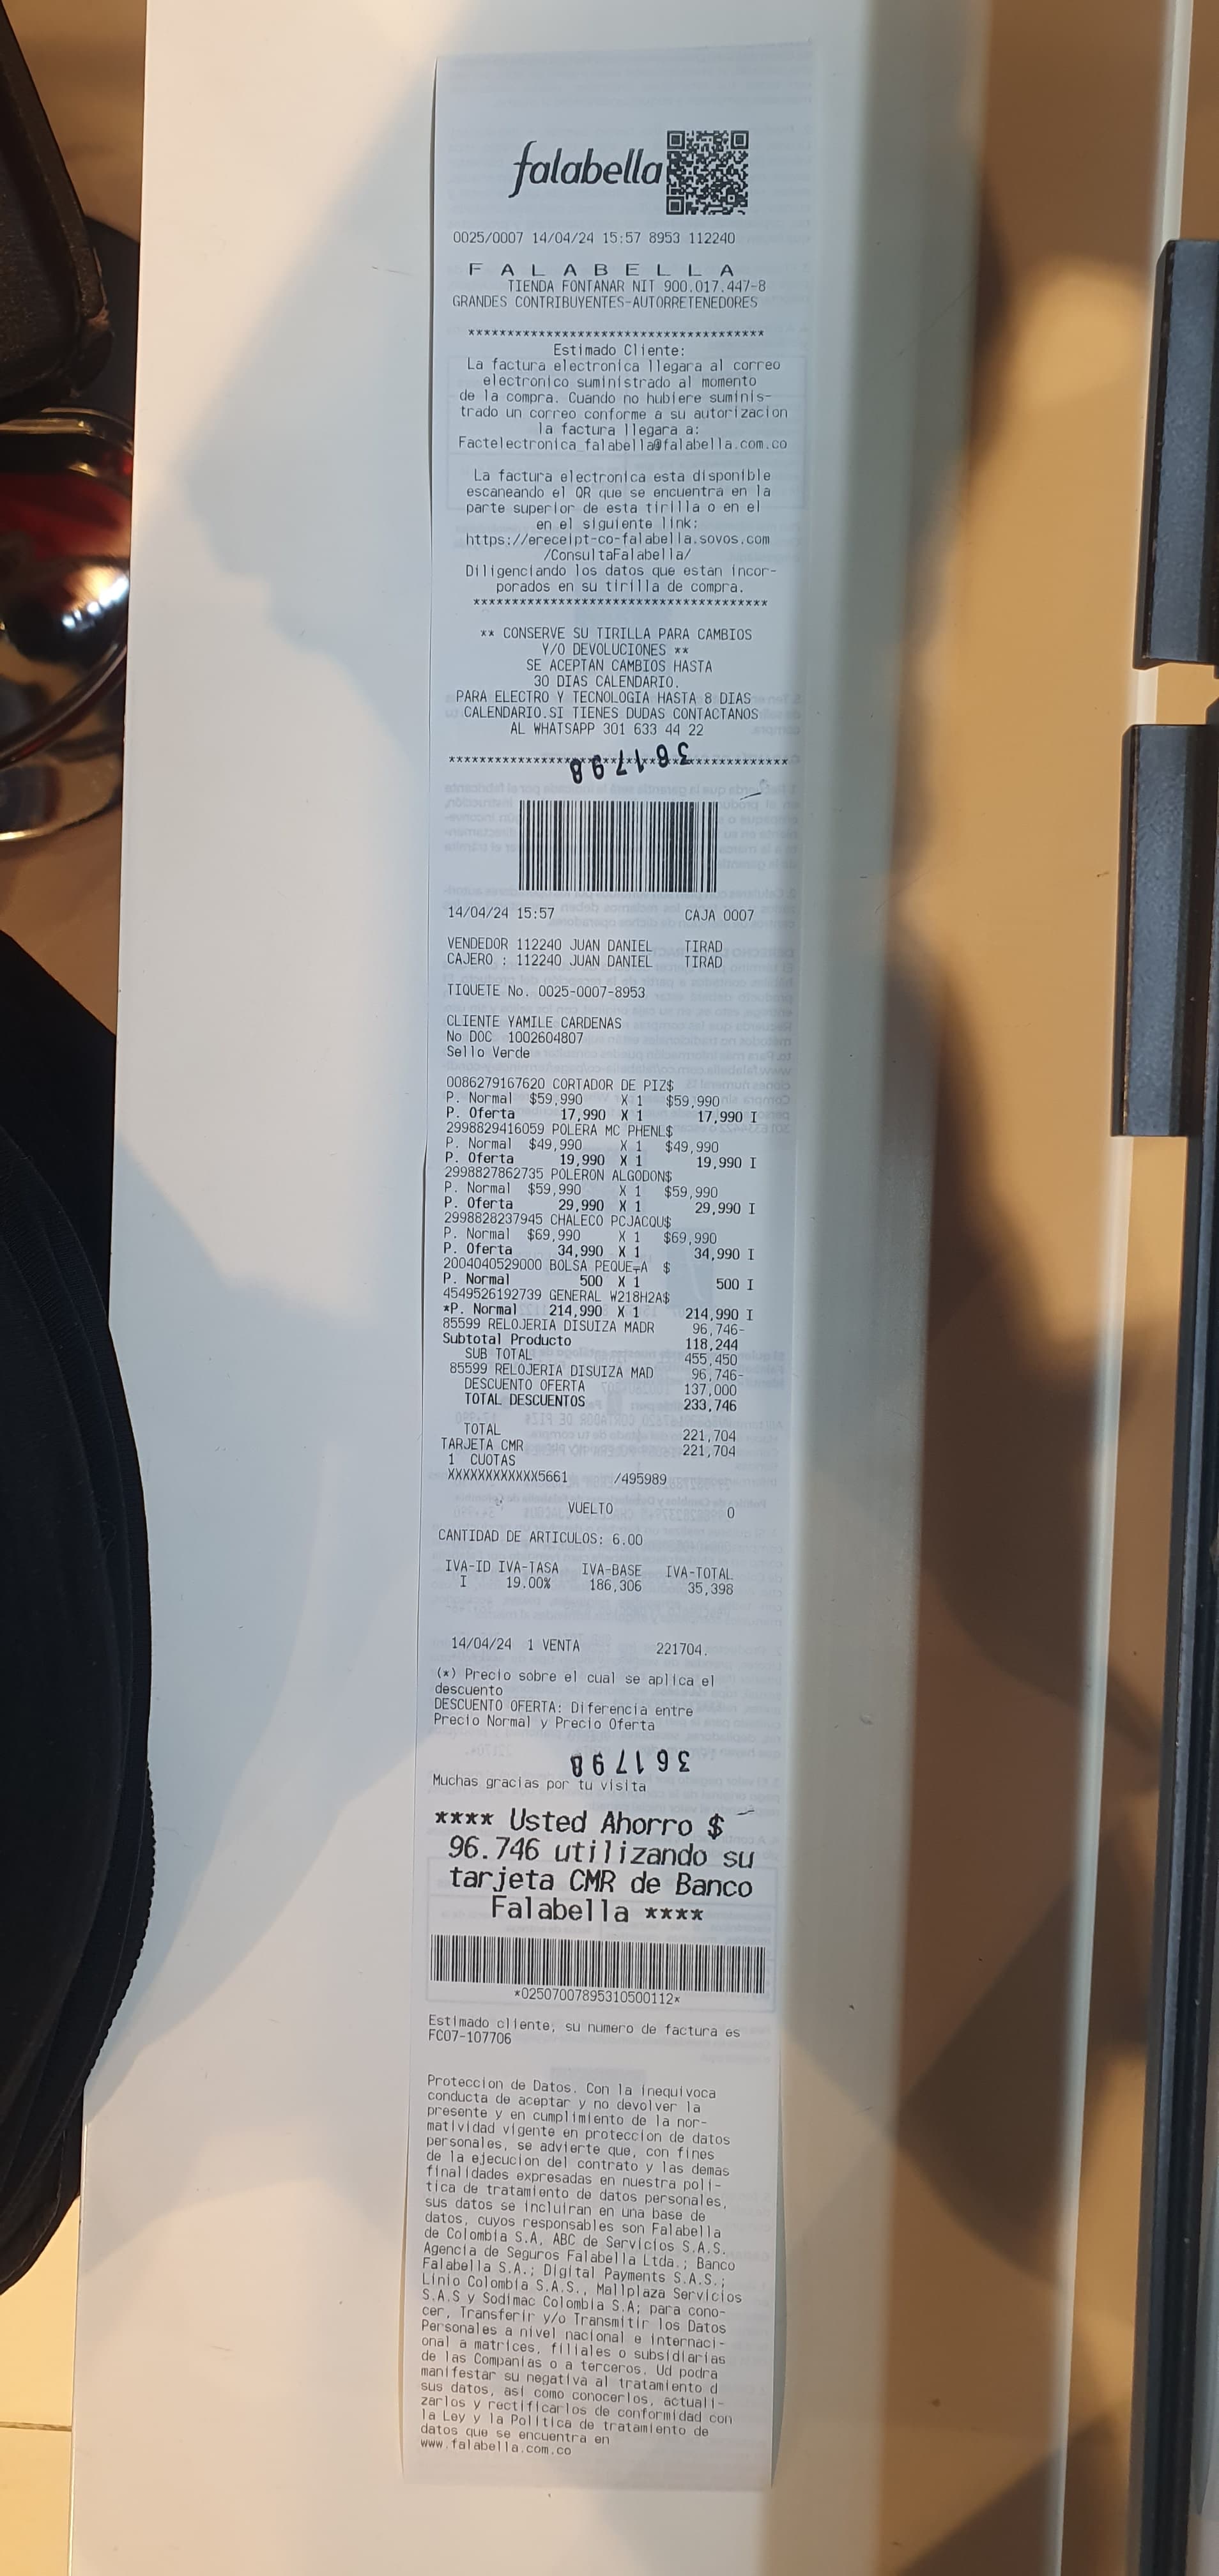 falabella
0025/0007 14/04/24 15:57 8953 112240
F A L A B E L L A
TIENDA FONTANAR NIT 900.017.447-8
GRANDES CONTRIBUYENTES-AUTORRETENEDORES
**************************************
Estimado Cliente:
La factura electronica llegara al correo
electronico suministrado al momento
de la compra. Cuando no hubiere suminis-
trado un correo conforme a su autorizacion
la factura llegara a:
Factelectronica_falabella@falabella.com.co
La factura electronica esta disponible
escaneando el QR que se encuentra en la
parte superior de esta tirilla o en el
en el siguiente link:
https://ereceipt-co-falabella.sovos.com
/ConsultaFalabella/
Diligenciando los datos que estan incor-
porados en su tirilla de compra.
**************************************
** CONSERVE SU TIRILLA PARA CAMBIOS
Y/O DEVOLUCIONES **
SE ACEPTAN CAMBIOS HASTA
30 DIAS CALENDARIO.
PARA ELECTRO Y TECNOLOGIA HASTA 8 DIAS
CALENDARIO.SI TIENES DUDAS CONTACTANOS
AL WHATSAPP 301 633 44 22
********************************************
361798
14/04/24 15:57 CAJA 0007
VENDEDOR 112240 JUAN DANIEL TIRAD
CAJERO : 112240 JUAN DANIEL TIRAD
TIQUETE No. 0025-0007-8953
CLIENTE YAMILE CARDENAS
No DOC 1002604807
Sello Verde
0086279167620 CORTADOR DE PIZ$
P. Normal $59,990 X 1 $59,990
P. Oferta 17,990 X 1 17,990 I
2998829416059 POLERA MC PHENL$
P. Normal $49,990 X 1 $49,990
P. Oferta 19,990 X 1 19,990 I
2998827862735 POLERON ALGODON$
P. Normal $59,990 X 1 $59,990
P. Oferta 29,990 X 1 29,990 I
2998828237945 CHALECO PCJACQU$
P. Normal $69,990 X 1 $69,990
P. Oferta 34,990 X 1 34,990 I
2004040529000 BOLSA PEQUE¬A $
P. Normal 500 X 1 500 I
4549526192739 GENERAL W218H2A$
*P. Normal 214,990 X 1 214,990 I
85599 RELOJERIA DISUIZA MADR 96,746-
Subtotal Producto 118,244
SUB TOTAL 455,450
85599 RELOJERIA DISUIZA MAD 96,746-
DESCUENTO OFERTA 137,000
TOTAL DESCUENTOS 233,746
TOTAL 221,704
TARJETA CMR 221,704
1 CUOTAS
XXXXXXXXXXXX5661 /495989
VUELTO 0
CANTIDAD DE ARTICULOS: 6.00
IVA-ID IVA-TASA IVA-BASE IVA-TOTAL
I 19.00% 186,306 35,398
14/04/24 1 VENTA 221704.
(*) Precio sobre el cual se aplica el
descuento
DESCUENTO OFERTA: Diferencia entre
Precio Normal y Precio Oferta
361798
Muchas gracias por tu visita
**** Usted Ahorro $
96.746 utilizando su
tarjeta CMR de Banco
Falabella ****
*02507007895310500112*
Estimado cliente, su numero de factura es
FC07-107706
Proteccion de Datos. Con la inequivoca
conducta de aceptar y no devolver la
presente y en cumplimiento de la nor-
matividad vigente en proteccion de datos
personales, se advierte que, con fines
de la ejecucion del contrato y las demas
finalidades expresadas en nuestra poli-
tica de tratamiento de datos personales,
sus datos se incluiran en una base de
datos, cuyos responsables son Falabella
de Colombia S.A, ABC de Servicios S.A.S.
Agencia de Seguros Falabella Ltda.; Banco
Falabella S.A.; Digital Payments S.A.S.;
Linio Colombia S.A.S., Mallplaza Servicios
S.A.S y Sodimac Colombia S.A; para cono-
cer, Transferir y/o Transmitir los Datos
Personales a nivel nacional e internaci-
onal a matrices, filiales o subsidiarias
de las Companias o a terceros. Ud podra
manifestar su negativa al tratamiento d
sus datos, asi como conocerlos, actuali-
zarlos y rectificarlos de conformidad con
la Ley y la Politica de tratamiento de
datos que se encuentra en
www.falabella.com.co